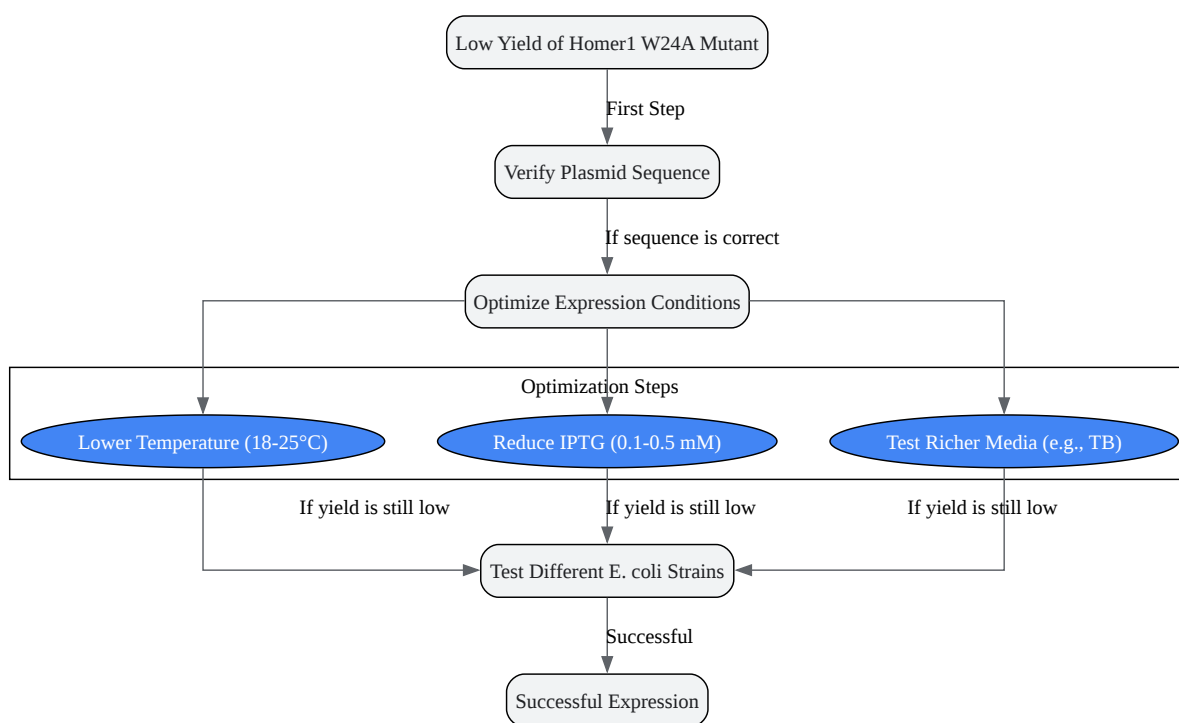 Low Yield of Homer1 W24A Mutant
First Step
Verify Plasmid Sequence
If sequence is correct
Optimize Expression Conditions
Optimization Steps
Lower Temperature (18-25°C)
Reduce IPTG (0.1-0.5 mM)
Test Richer Media (e.g., TB)
If yield is still low
If yield is still low
If yield is still low
Test Different E. coli Strains
Successful
Successful Expression